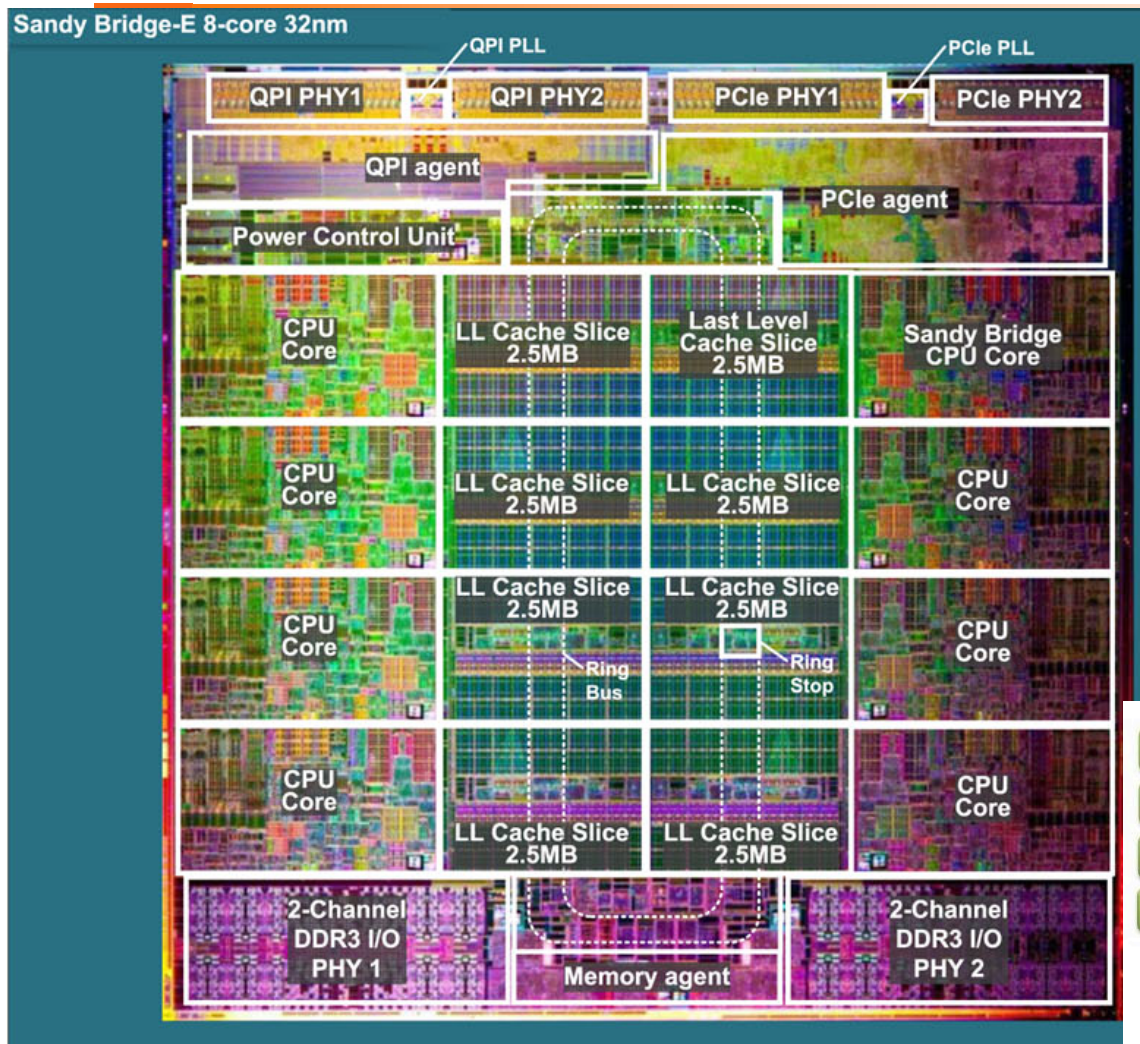 Sandy Bridge-E 8-core 32nm
QPI PLL
PCIe PLL
QPI PHY1
QPI PHY2
PCIe PHY1
PCIe PHY2
QPI agent
PCIe agent
Power Control Unit
CPU
Core
LL Cache Slice
2.5MB
Last Level
Cache Slice
2.5MB
Sandy Bridge
CPU Core
CPU
Core
LL Cache Slice
2.5MB
LL Cache Slice
2.5MB
CPU
Core
CPU
Core
LL Cache Slice
2.5MB
LL Cache Slice
2.5MB
CPU
Core
Ring
Bus
Ring
Stop
CPU
Core
LL Cache Slice
2.5MB
LL Cache Slice
2.5MB
CPU
Core
2-Channel
DDR3 I/O
PHY 1
Memory agent
2-Channel
DDR3 I/O
PHY 2